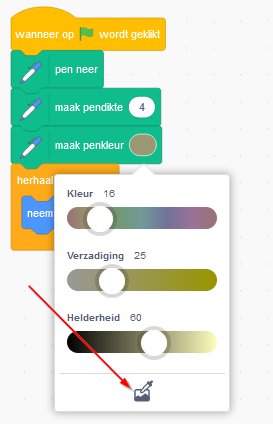 wanneer op wordt geklikt
pen neer
maak pendikte 4
maak penkleur
herhaal
neem
Kleur 16
Verzadiging 25
Helderheid 60